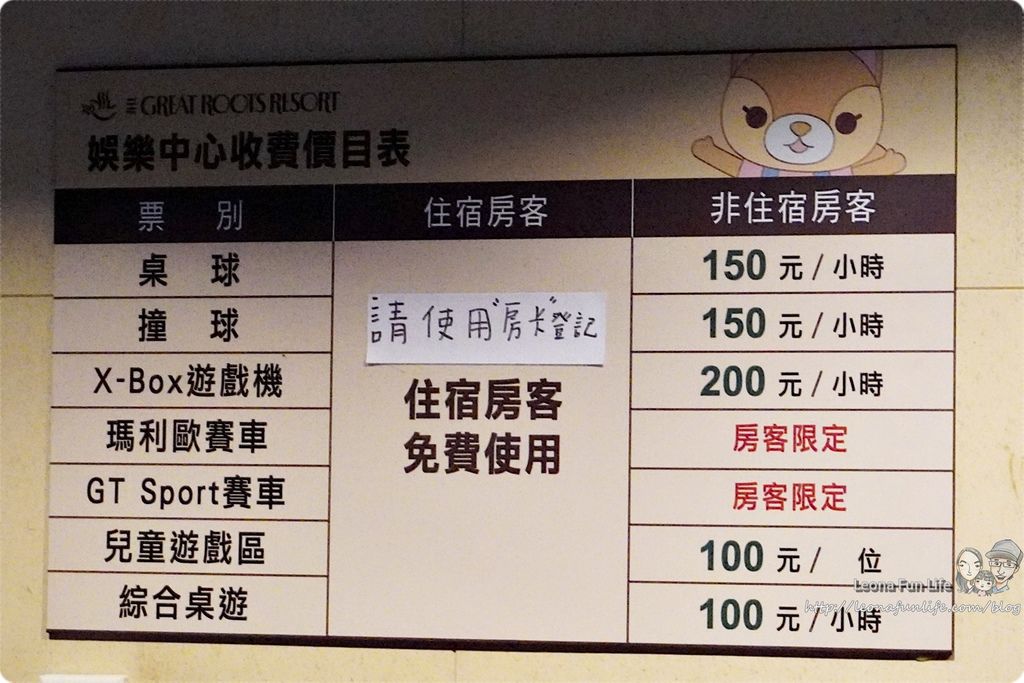 THE GREAT ROOTS RESORT
娛樂中心收費價目表
票 別 住宿房客 非住宿房客
桌 球 150 元 / 小時
撞 球 150 元 / 小時
請使用"房卡"登記
X-Box遊戲機 200 元 / 小時
住宿房客
免費使用
瑪利歐賽車 房客限定
GT Sport賽車 房客限定
兒童遊戲區 100 元 / 位
綜合桌遊 100 元 / 小時
Leona Fun Life
http://leonafunlife.com/blog